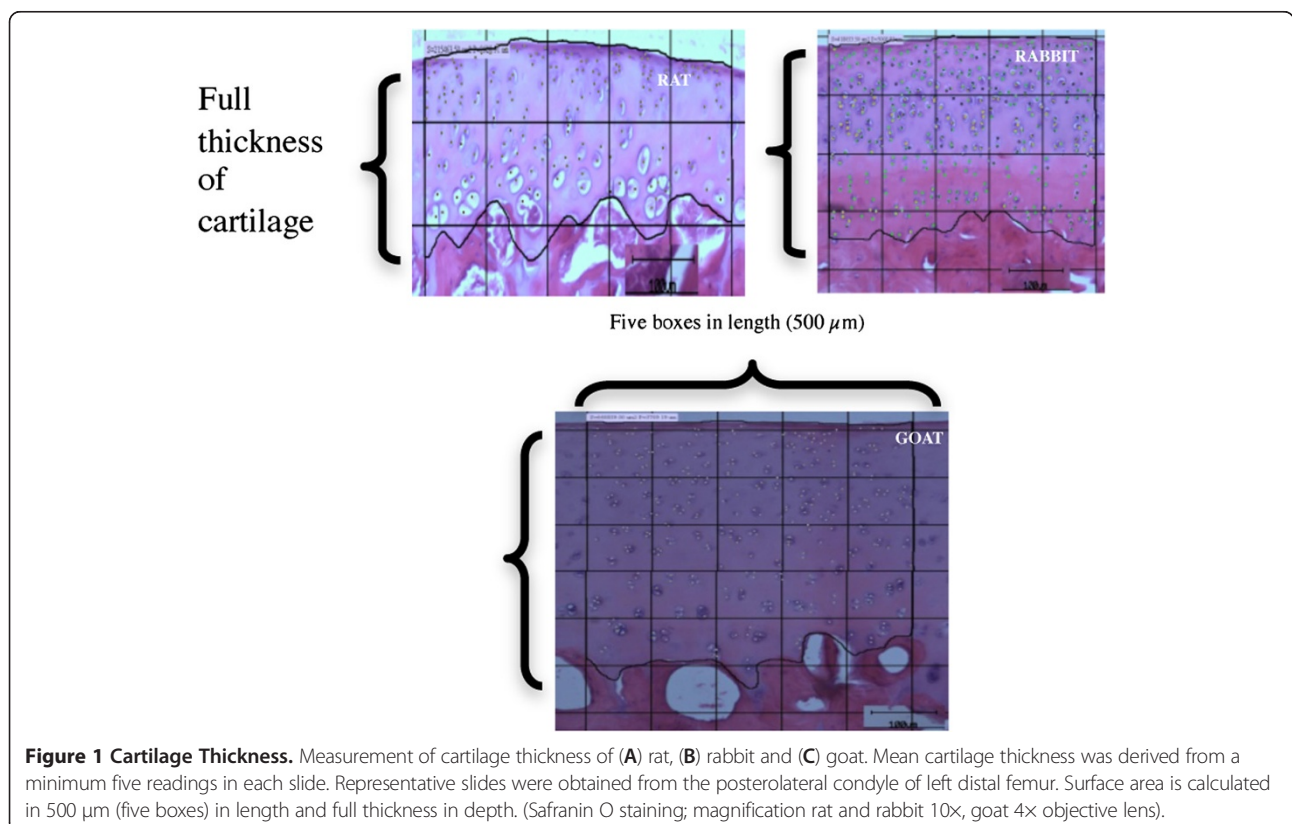 Full
thickness
of
cartilage
RAT
100μm
RABBIT
100μm
Five boxes in length (500 μm)
GOAT
100μm
Figure 1 Cartilage Thickness. Measurement of cartilage thickness of (A) rat, (B) rabbit and (C) goat. Mean cartilage thickness was derived from a
minimum five readings in each slide. Representative slides were obtained from the posterolateral condyle of left distal femur. Surface area is calculated
in 500 μm (five boxes) in length and full thickness in depth. (Safranin O staining; magnification rat and rabbit 10×, goat 4× objective lens).